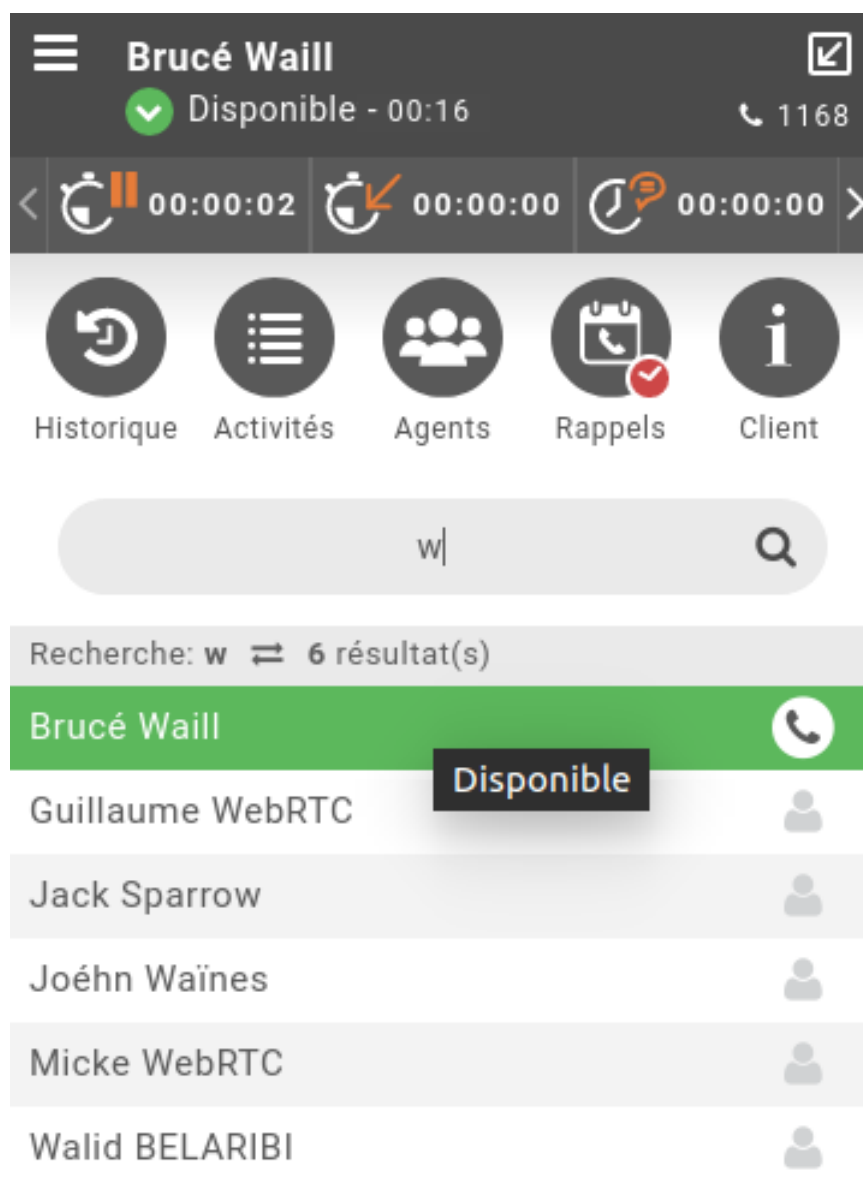 Brucé Waill
Disponible - 00:16
1168
00:00:02 00:00:00 00:00:00
Historique Activités Agents Rappels Client
w
Recherche: w 6 résultat(s)
Brucé Waill
Disponible
Guillaume WebRTC
Jack Sparrow
Joéhn Waïnes
Micke WebRTC
Walid BELARIBI